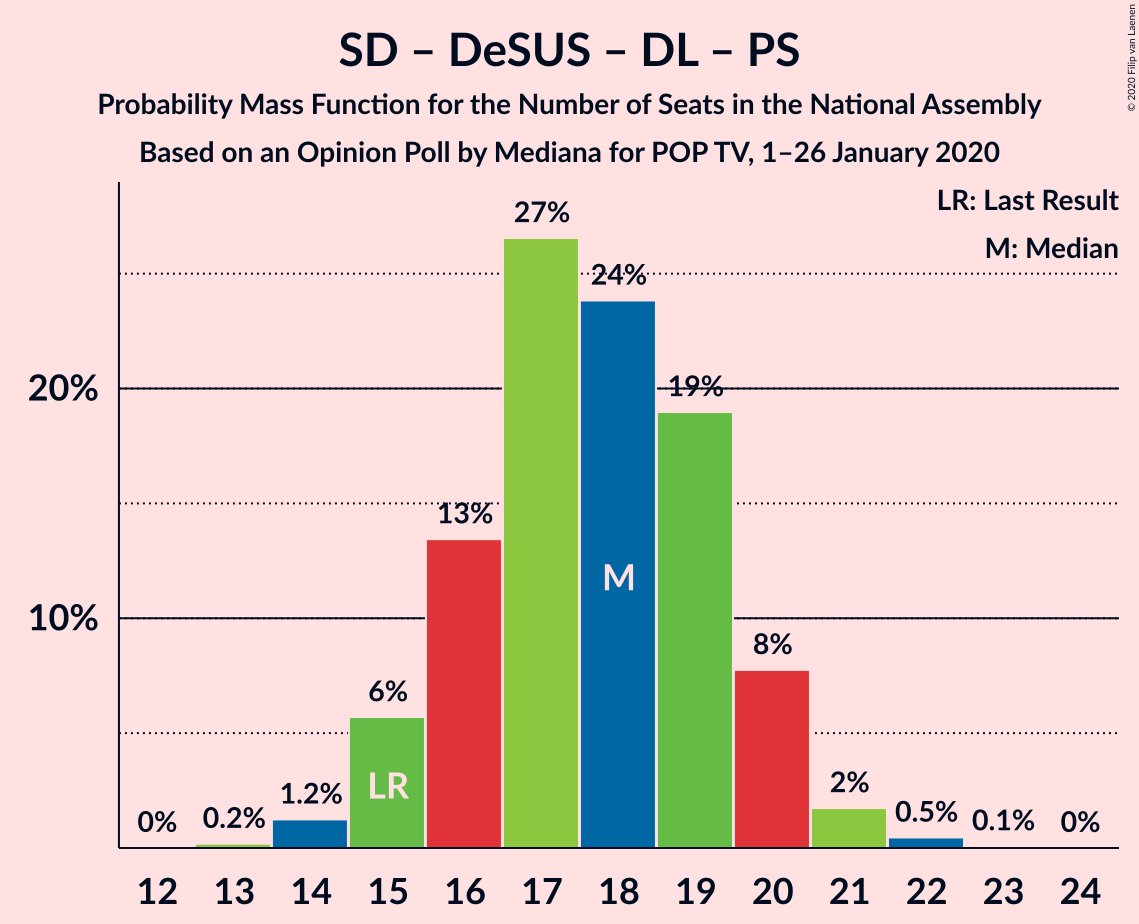 SD – DeSUS – DL – PS
Probability Mass Function for the Number of Seats in the National Assembly
Based on an Opinion Poll by Mediana for POP TV, 1–26 January 2020
© 2020 Filip van Laenen
LR: Last Result
M: Median
20%
10%
0%
0.2%
1.2%
6%
13%
27%
24%
19%
8%
2%
0.5%
0.1%
0%
LR
M
12 13 14 15 16 17 18 19 20 21 22 23 24